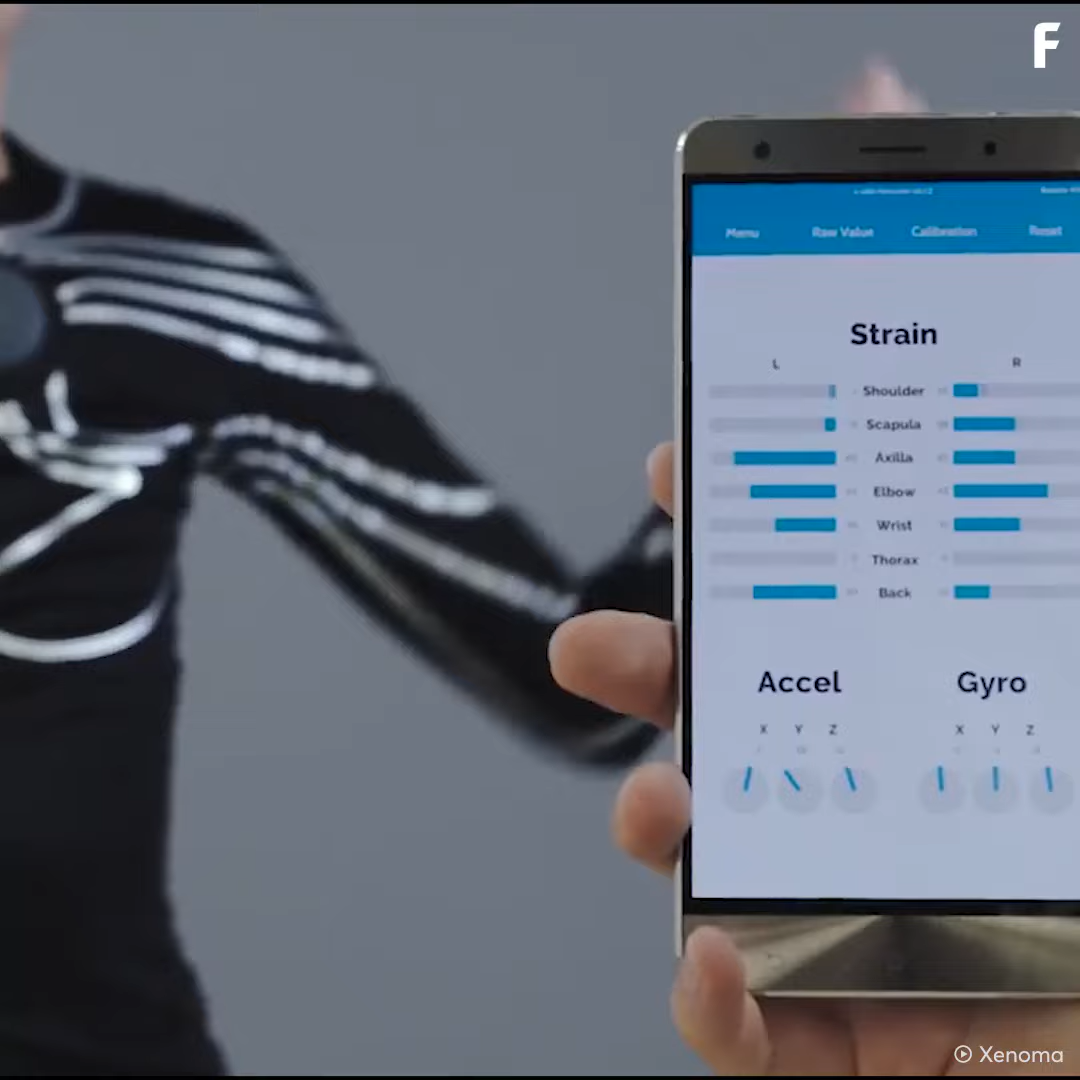 F
Menu Raw Value Calibration Reset
Strain
L R
Shoulder
Scapula
Axilla
Elbow
Wrist
Thorax
Back
Accel Gyro
X Y Z X Y Z
Xenoma